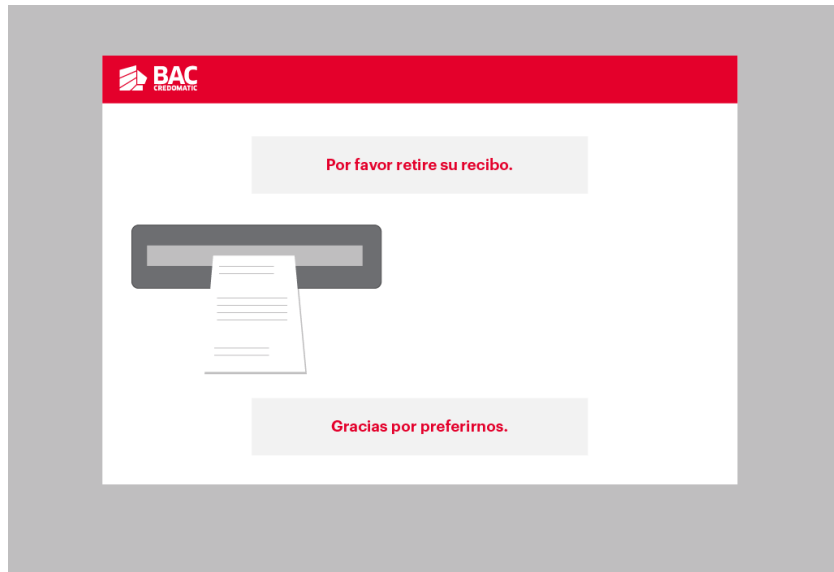 BAC
CREDOMATIC
Por favor retire su recibo.
Gracias por preferirnos.